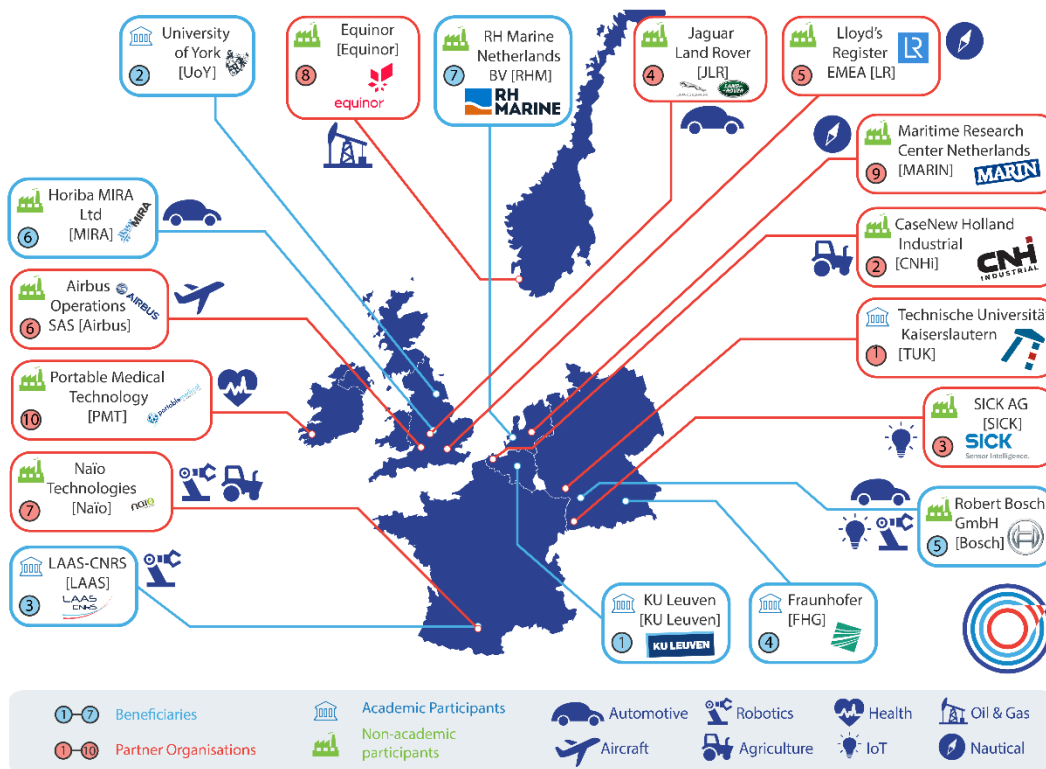 University
of York
[UoY]
2
Equinor
[Equinor]
8
equinor
RH Marine
Netherlands
BV [RHM]
7
RH
MARINE
Jaguar
Land Rover
[JLR]
4
Lloyd's
Register
EMEA [LR]
5
LR
Maritime Research
Center Netherlands
[MARIN]
9
MARIN
Horiba MIRA
Ltd
[MIRA]
6
MIRA
CaseNew Holland
Industrial
[CNHi]
2
CNHi
INDUSTRIAL
Airbus
Operations
SAS [Airbus]
6
AIRBUS
Technische Universität
Kaiserslautern
[TUK]
1
Portable Medical
Technology
[PMT]
10
portablemedical
SICK AG
[SICK]
3
SICK
Sensor Intelligence.
Naïo
Technologies
[Naïo]
7
naïo
Robert Bosch
GmbH
[Bosch]
5
LAAS-CNRS
[LAAS]
3
LAAS
CNRS
KU Leuven
[KU Leuven]
1
KU LEUVEN
Fraunhofer
[FHG]
4
1 7 Beneficiaries
1 10 Partner Organisations
Academic Participants
Non-academic
participants
Automotive
Robotics
Health
Oil & Gas
Aircraft
Agriculture
IoT
Nautical